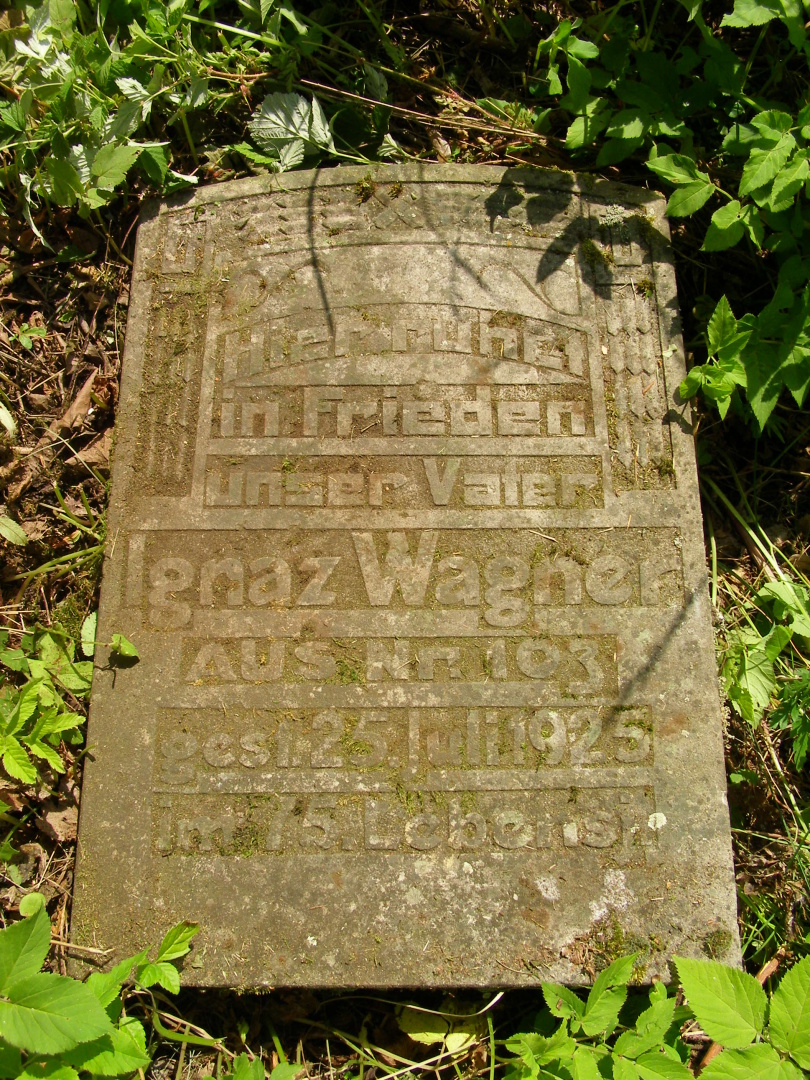 Hier ruhet
in Frieden
unser Vater
Ignaz Wagner
AUS NR 103
gest. 25. Juli 1925
im 75. Lebensj.